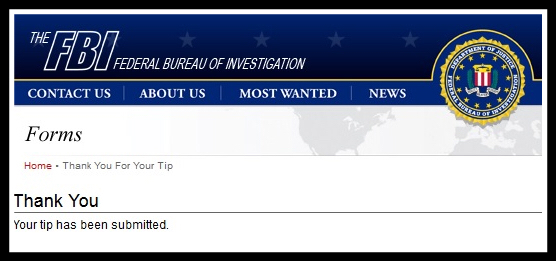 THE FBI FEDERAL BUREAU OF INVESTIGATION
CONTACT US ABOUT US MOST WANTED NEWS
DEPARTMENT OF JUSTICE
FEDERAL BUREAU OF INVESTIGATION
Forms
Home • Thank You For Your Tip
Thank You
Your tip has been submitted.